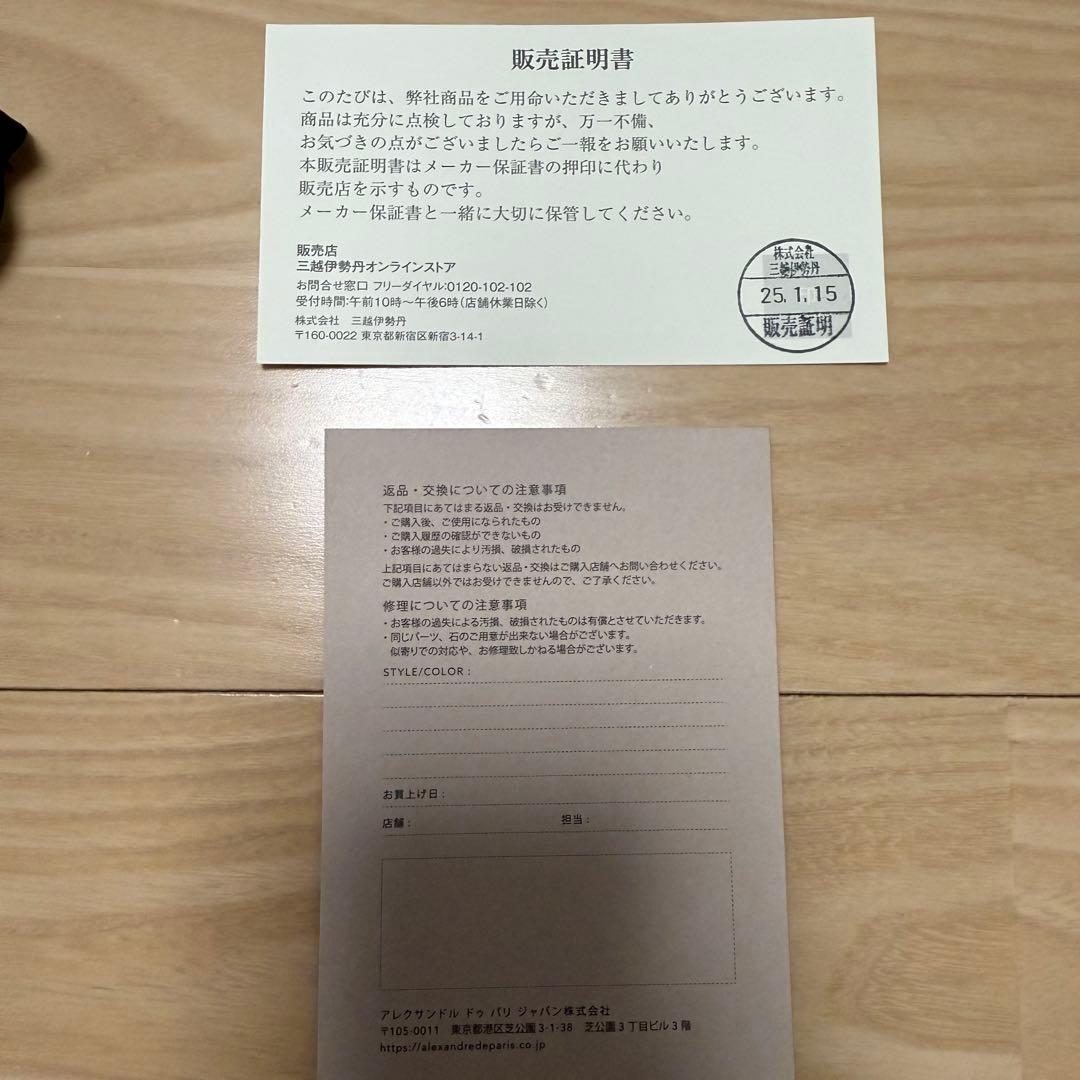 販売証明書
このたびは、弊社商品をご用命いただきましてありがとうございます。
商品は充分に点検しておりますが、万一不備、
お気づきの点がございましたらご一報をお願いいたします。
本販売証明書はメーカー保証書の押印に代わり
販売店を示すものです。
メーカー保証書と一緒に大切に保管してください。
販売店
三越伊勢丹オンラインストア
お問合せ窓口 フリーダイヤル:0120-102-102
受付時間:午前10時〜午後6時(店舗休業日除く)
株式会社 三越伊勢丹
〒160-0022 東京都新宿区新宿3-14-1
株式会社
三越伊勢丹
25.1.15
販売証明
返品・交換についての注意事項
下記項目にあてはまる返品・交換はお受けできません。
・ご購入後、ご使用になられたもの
・ご購入履歴の確認ができないもの
・お客様の過失により汚損、破損されたもの
上記項目にあてはまらない返品・交換はご購入店舗へお問い合わせください。
ご購入店舗以外ではお受けできませんので、ご了承ください。
修理についての注意事項
・お客様の過失による汚損、破損されたものは有償とさせていただきます。
・同じパーツ、石のご用意が出来ない場合がございます。
似寄りでの対応や、お修理致しかねる場合がございます。
STYLE/COLOR :
お買上げ日 :
店舗 : 担当 :
アレクサンドル ドゥ パリ ジャパン株式会社
〒105-0011 東京都港区芝公園 3-1-38 芝公園 3 丁目ビル 3 階
https://alexandredeparis.co.jp